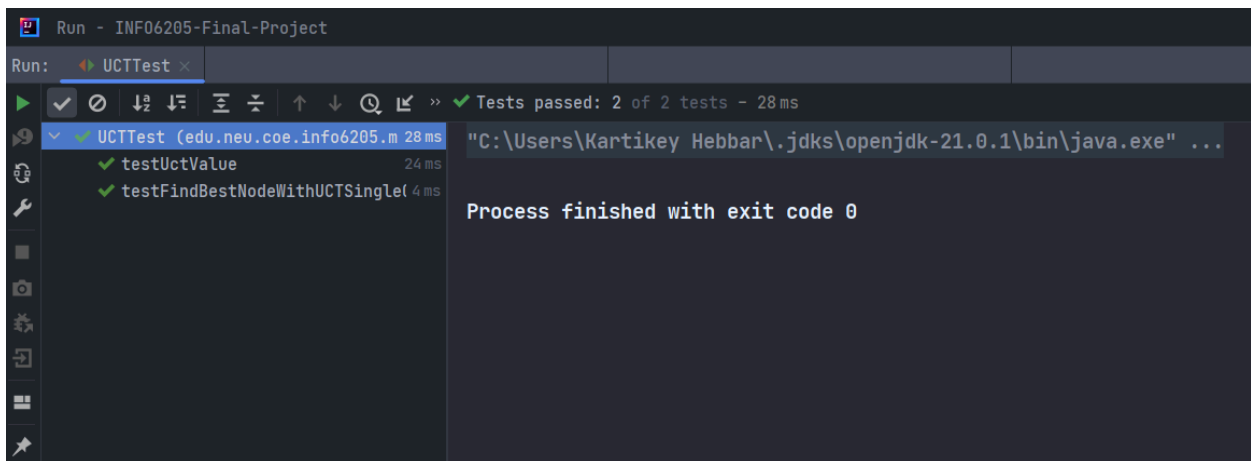 Run - INFO6205-Final-Project
Run: UCTTest
Tests passed: 2 of 2 tests – 28 ms
UCTTest (edu.neu.coe.info6205.m 28 ms
testUctValue 24 ms
testFindBestNodeWithUCTSingle( 4 ms
"C:\Users\Kartikey Hebbar\.jdks\openjdk-21.0.1\bin\java.exe" ...
Process finished with exit code 0